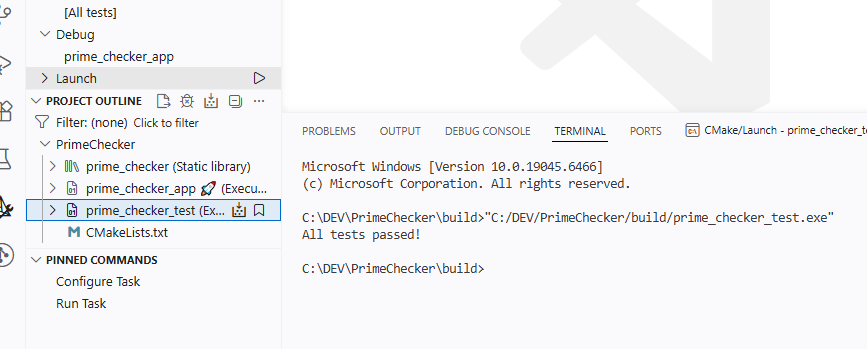 [All tests]
Debug
prime_checker_app
Launch
PROJECT OUTLINE
Filter: (none) Click to filter
PrimeChecker
prime_checker (Static library)
prime_checker_app 🚀 (Execu...
prime_checker_test (Ex...
CMakeLists.txt
PINNED COMMANDS
Configure Task
Run Task
PROBLEMS OUTPUT DEBUG CONSOLE TERMINAL PORTS CMake/Launch - prime_checker_te
Microsoft Windows [Version 10.0.19045.6466]
(c) Microsoft Corporation. All rights reserved.
C:\DEV\PrimeChecker\build>"C:/DEV/PrimeChecker/build/prime_checker_test.exe"
All tests passed!
C:\DEV\PrimeChecker\build>